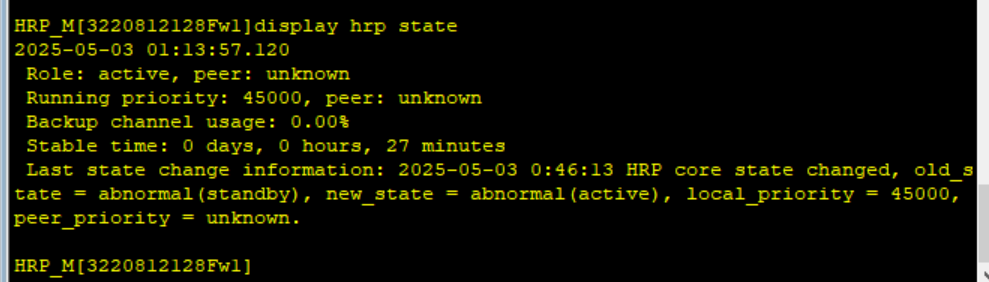 HRP_M[3220812128Fw1]display hrp state
2025-05-03 01:13:57.120
Role: active, peer: unknown
Running priority: 45000, peer: unknown
Backup channel usage: 0.00%
Stable time: 0 days, 0 hours, 27 minutes
Last state change information: 2025-05-03 0:46:13 HRP core state changed, old_s
tate = abnormal(standby), new_state = abnormal(active), local_priority = 45000,
peer_priority = unknown.
HRP_M[3220812128Fw1]